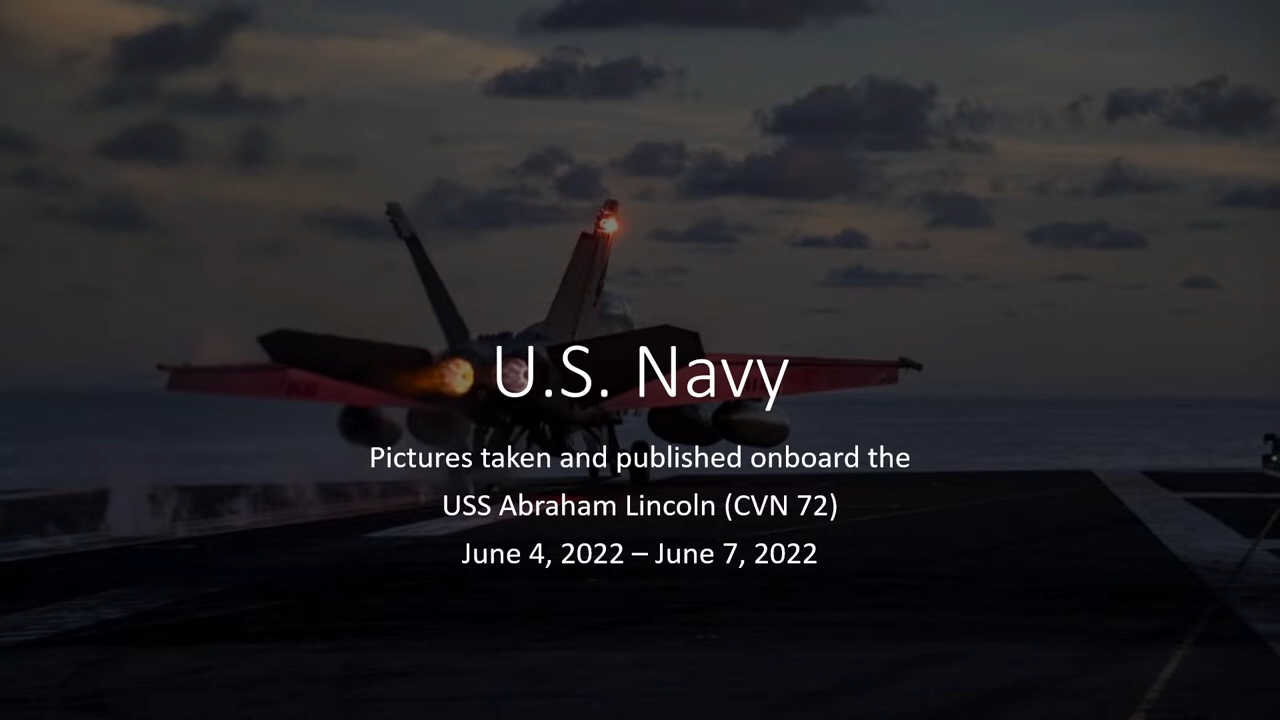 U.S. Navy
Pictures taken and published onboard the
USS Abraham Lincoln (CVN 72)
June 4, 2022 – June 7, 2022